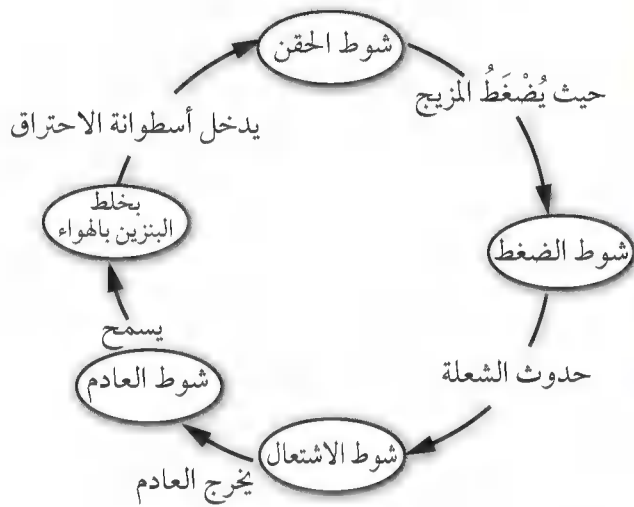 شوط الحقن
حيث يُضْغَطُ المزيج
شوط الضغط
حدوث الشعلة
شوط الاشتعال
يخرج العادم
شوط العادم
يسمح
بخلط
البنزين بالهواء
يدخل أسطوانة الاحتراق